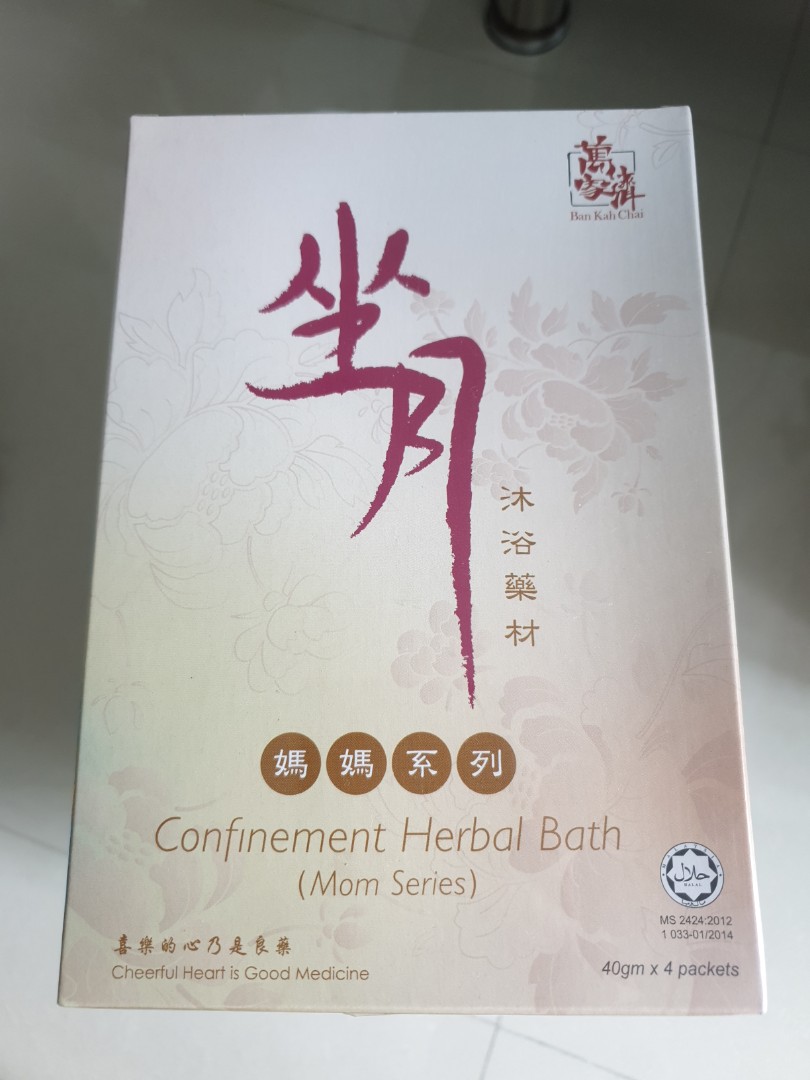 萬家濟
Ban Kah Chai
坐月
沐浴藥材
媽媽系列
Confinement Herbal Bath
(Mom Series)
حلال
HALAL
MS 2424:2012
1 033-01/2014
喜樂的心乃是良藥
Cheerful Heart is Good Medicine
40gm x 4 packets